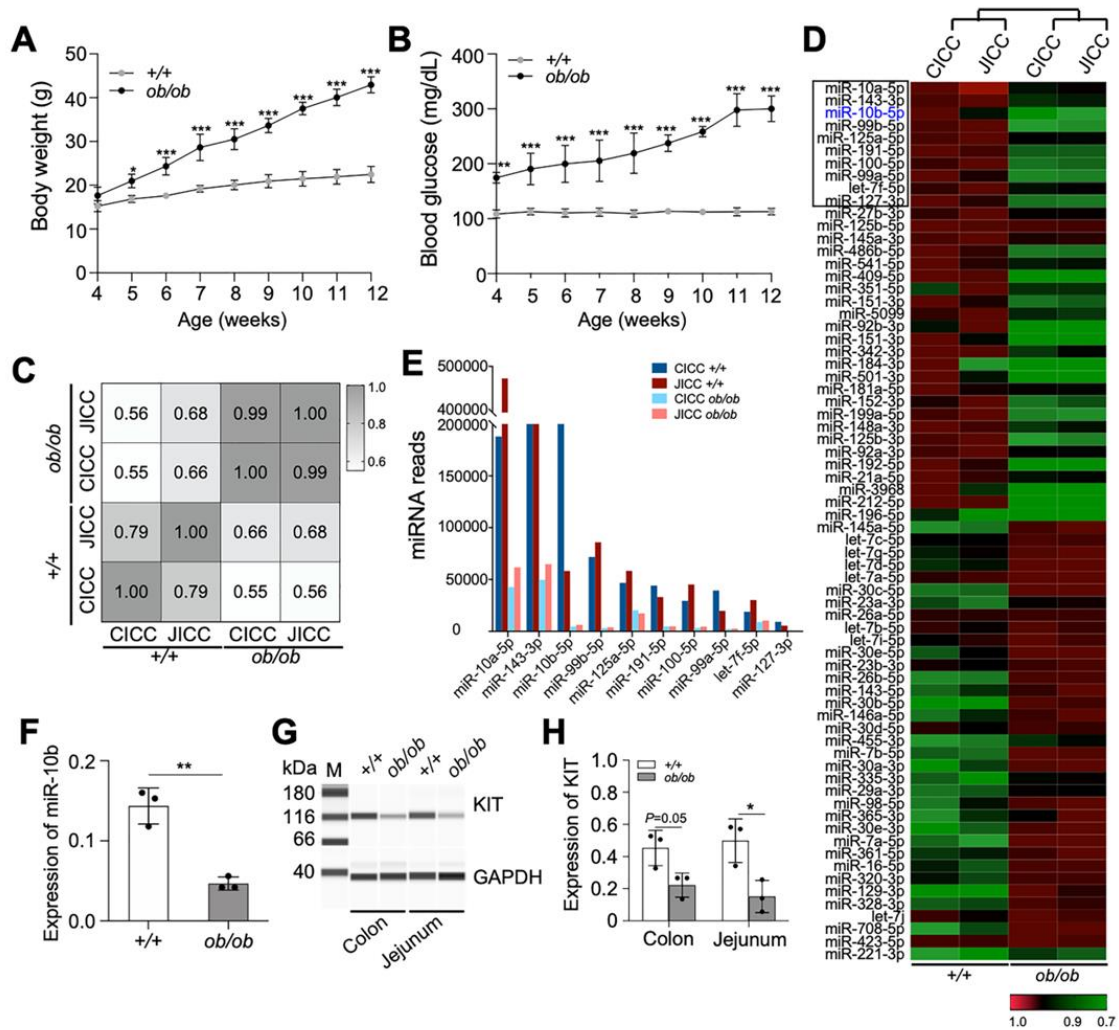 A
Body weight (g)
50
40
30
20
10
0
+/+
ob/ob
*
***
***
***
***
***
***
***
4 5 6 7 8 9 10 11 12
Age (weeks)
B
Blood glucose (mg/dL)
400
300
200
100
0
+/+
ob/ob
**
***
***
***
***
***
***
***
***
4 5 6 7 8 9 10 11 12
Age (weeks)
C
ob/ob
JICC
CICC
+/+
JICC
CICC
0.56 0.68 0.99 1.00
0.55 0.66 1.00 0.99
0.79 1.00 0.66 0.68
1.00 0.79 0.55 0.56
CICC JICC CICC JICC
+/+ ob/ob
1.0
0.8
0.6
D
CICC JICC CICC JICC
miR-10a-5p
miR-143-3p
miR-10b-5p
miR-99b-5p
miR-125a-5p
miR-191-5p
miR-100-5p
miR-99a-5p
let-7f-5p
miR-127-3p
miR-27b-3p
miR-125b-5p
miR-145a-3p
miR-486b-5p
miR-541-5p
miR-409-5p
miR-351-5p
miR-151-3p
miR-5099
miR-92b-3p
miR-151-3p
miR-342-3p
miR-184-3p
miR-501-3p
miR-181a-5p
miR-152-3p
miR-199a-5p
miR-148a-3p
miR-125b-3p
miR-92a-3p
miR-192-5p
miR-21a-5p
miR-3968
miR-212-5p
miR-196-5p
miR-145a-5p
let-7c-5p
let-7g-5p
let-7d-5p
let-7a-5p
miR-30c-5p
miR-23a-3p
miR-26a-5p
let-7b-5p
let-7i-5p
miR-30e-5p
miR-23b-3p
miR-26b-5p
miR-143-5p
miR-30b-5p
miR-146a-5p
miR-30d-5p
miR-455-3p
miR-7b-5p
miR-30a-3p
miR-335-3p
miR-29a-3p
miR-98-5p
miR-365-3p
miR-30e-3p
miR-7a-5p
miR-361-5p
miR-16-5p
miR-320-3p
miR-129-3p
miR-328-3p
let-7j
miR-708-5p
miR-423-5p
miR-221-3p
+/+ ob/ob
1.0 0.9 0.7
E
miRNA reads
500000
400000
200000
150000
100000
50000
0
CICC +/+
JICC +/+
CICC ob/ob
JICC ob/ob
miR-10a-5p
miR-143-3p
miR-10b-5p
miR-99b-5p
miR-125a-5p
miR-191-5p
miR-100-5p
miR-99a-5p
let-7f-5p
miR-127-3p
F
Expression of miR-10b
0.2
0.1
0.0
**
+/+ ob/ob
G
kDa M +/+ ob/ob +/+ ob/ob
180
116
66
40
KIT
GAPDH
Colon Jejunum
H
Expression of KIT
1.0
0.8
0.6
0.4
0.2
0
+/+
ob/ob
P=0.05
*
Colon Jejunum